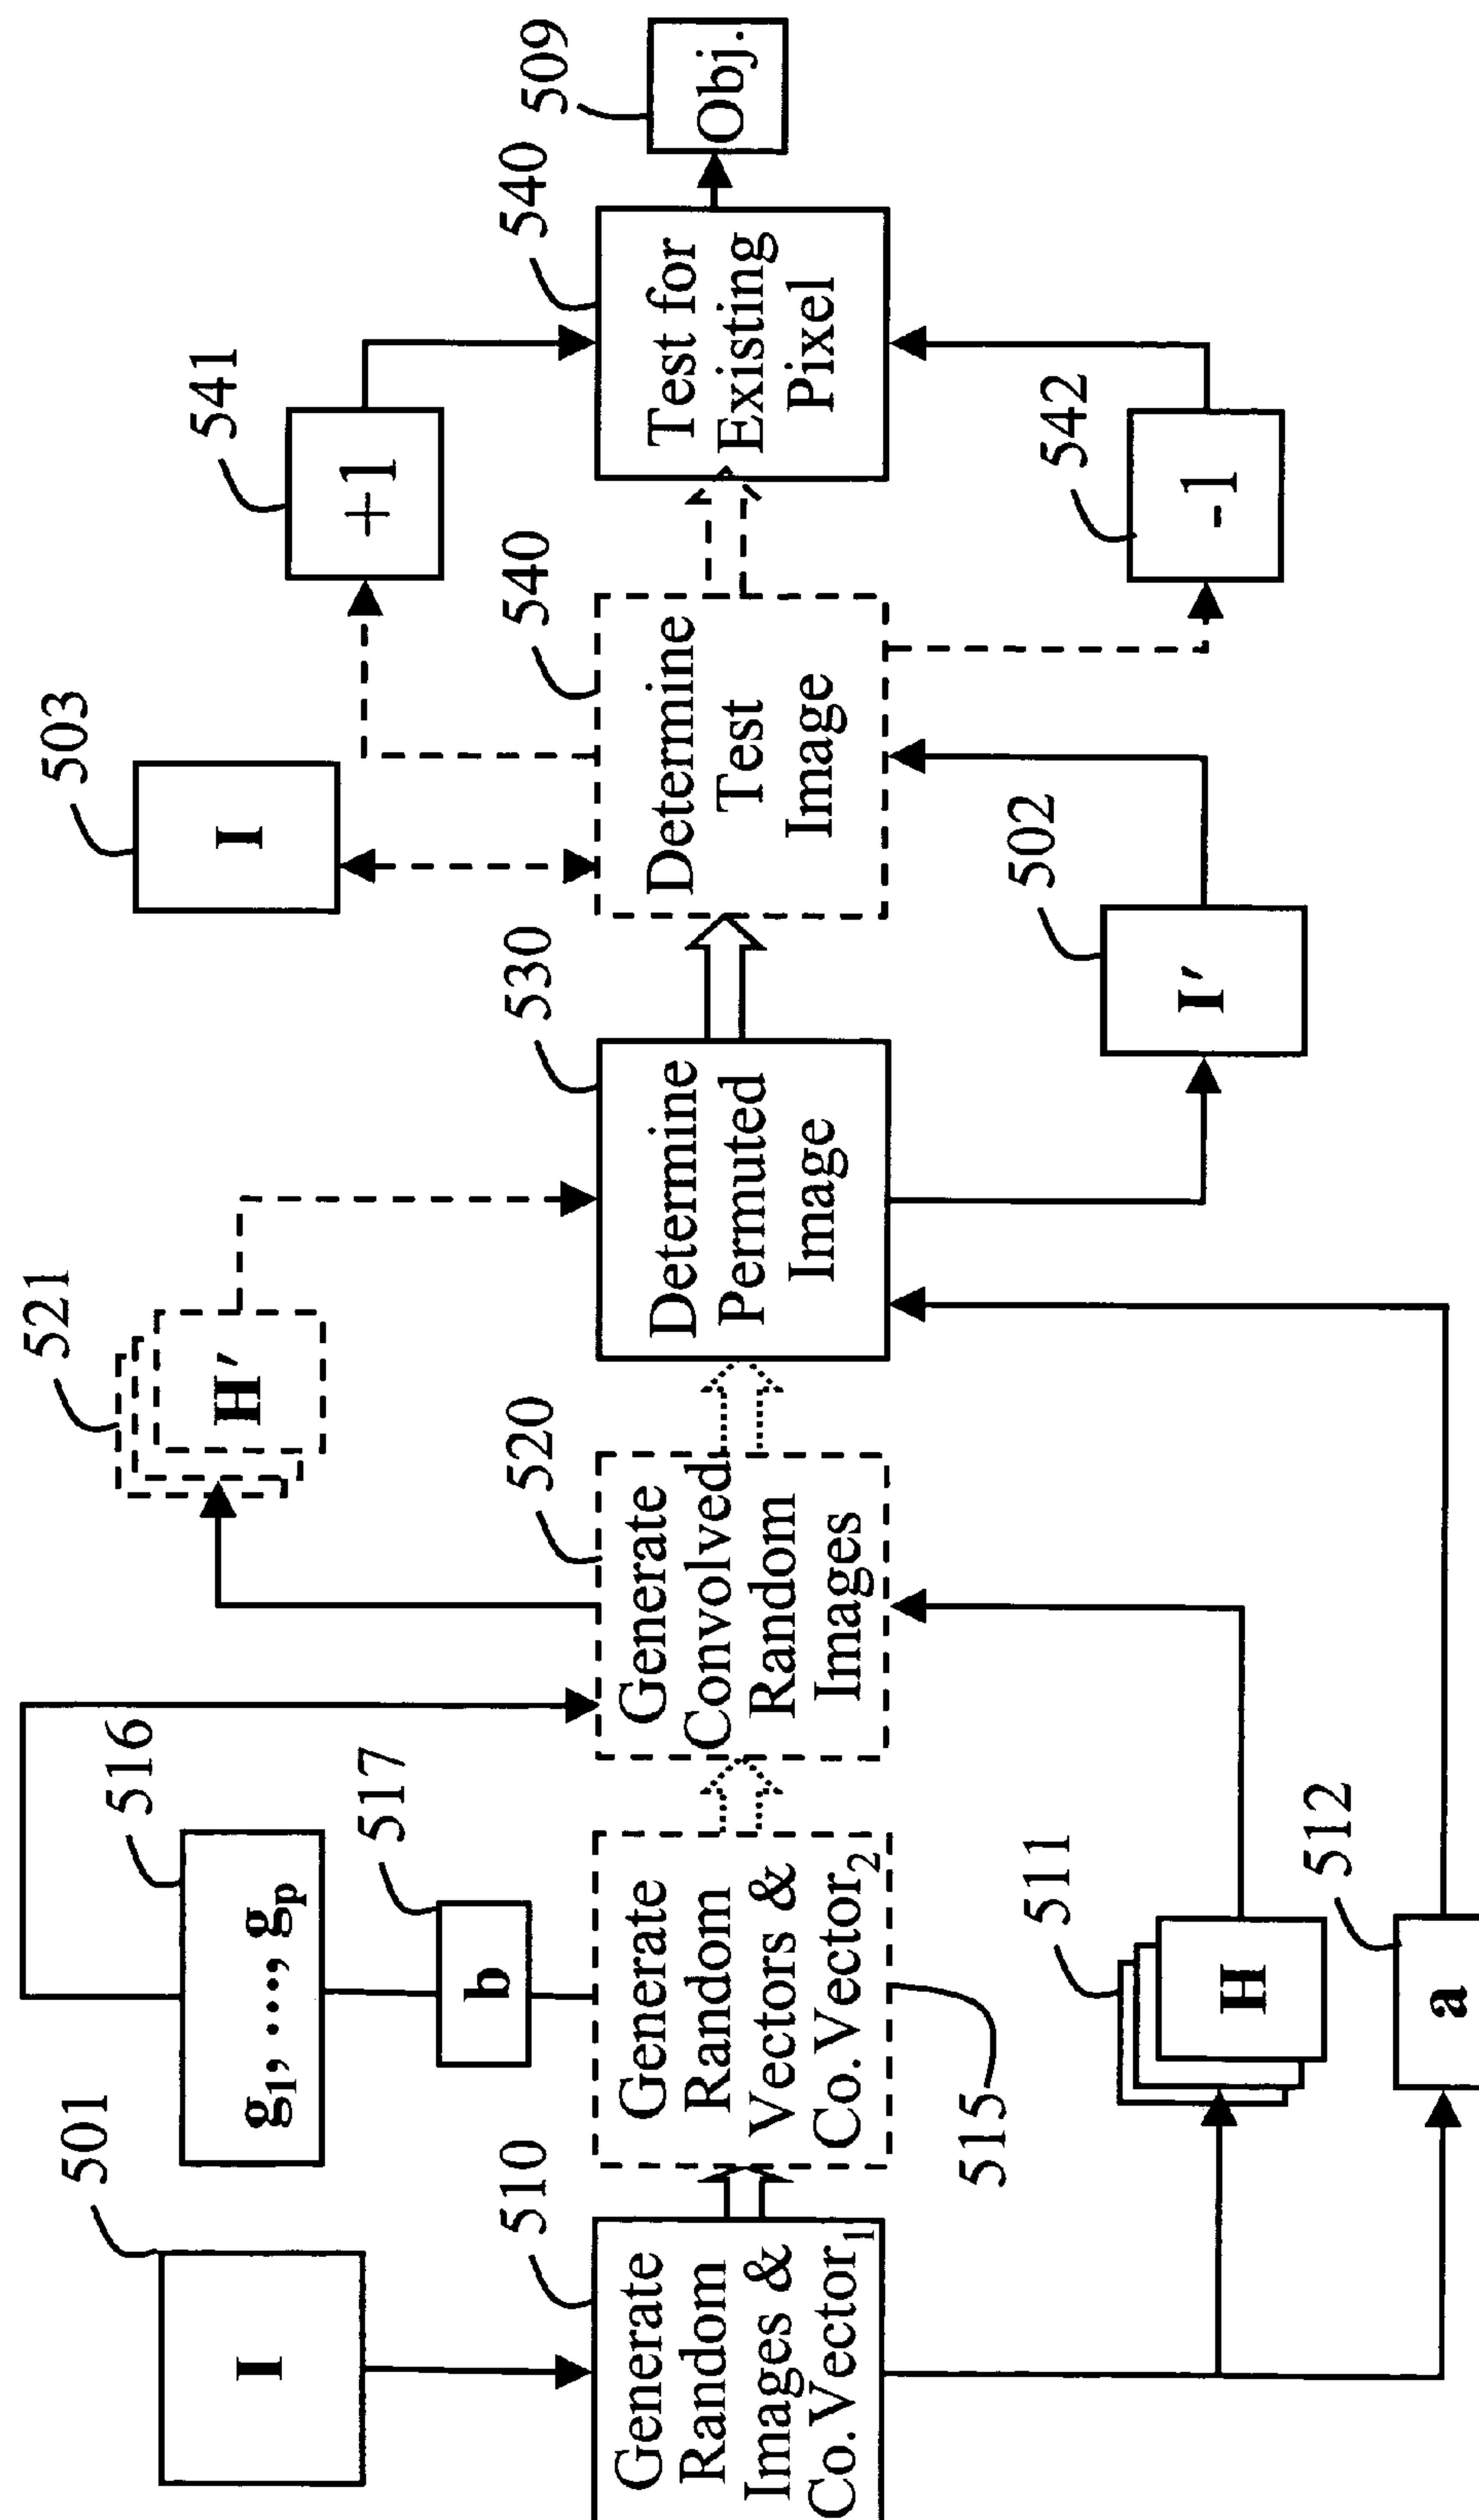 501
I
510
Generate
Random
Images &
Co. Vector1
516
g1, ..., gp
517
b
Generate
Random
Vectors &
Co. Vector2
515
511
H
512
a
520
Generate
Convolved
Random
Images
521
H'
530
Determine
Permuted
Image
502
I'
503
I
540
Determine
Test
Image
541
+1
542
-1
540
Test for
Existing
Pixel
509
Obj.